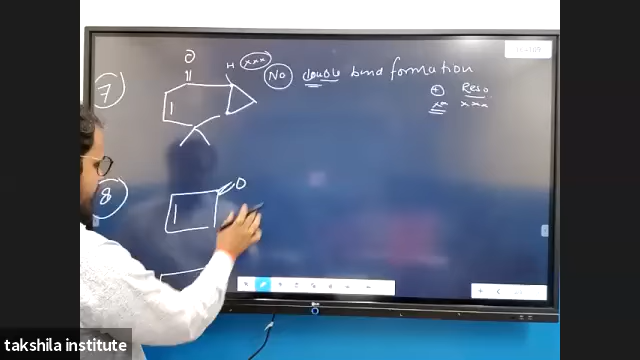 7
O
H xxx
No double bond formation
+ Reso
xxx
8
O
takshila institute